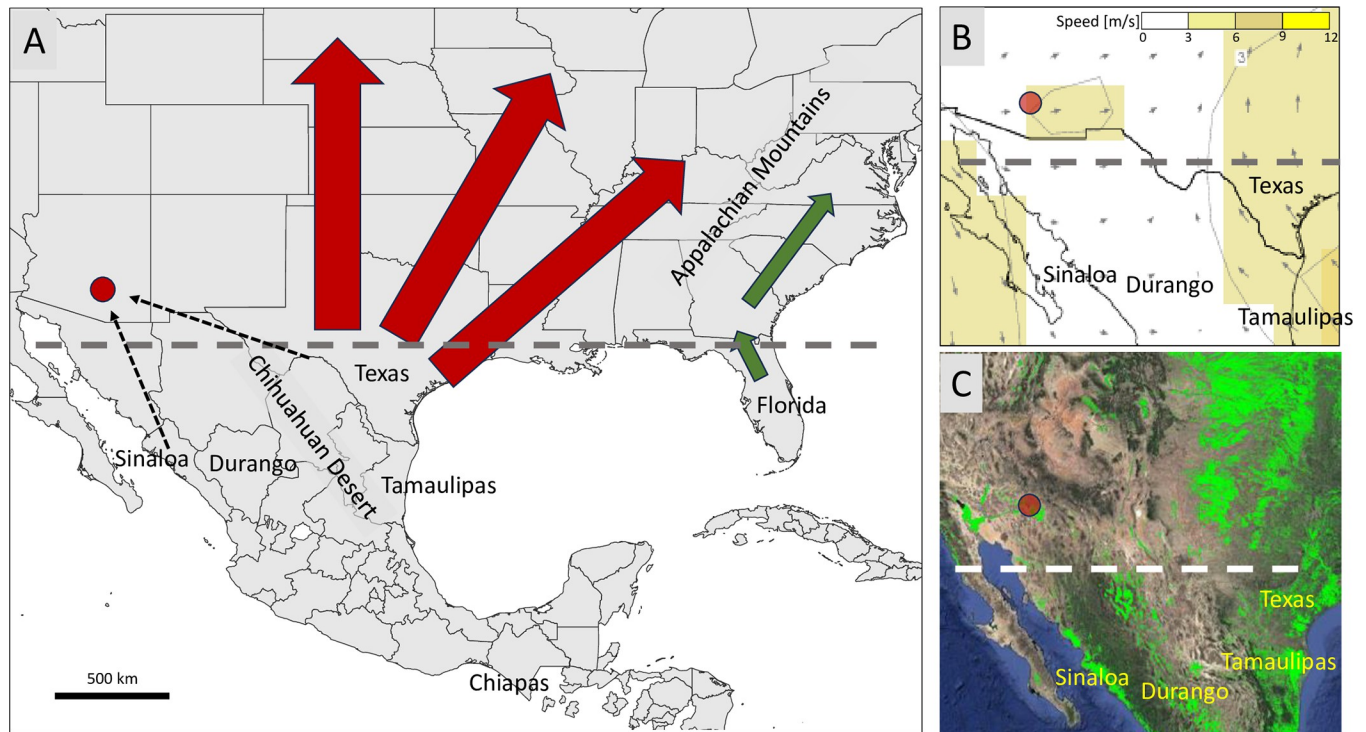 A
Appalachian Mountains
Texas
Chihuahuan Desert
Florida
Sinaloa
Durango
Tamaulipas
500 km
Chiapas
B
Speed [m/s]
0 3 6 9 12
3
Texas
Sinaloa
Durango
Tamaulipas
C
Texas
Tamaulipas
Sinaloa
Durango